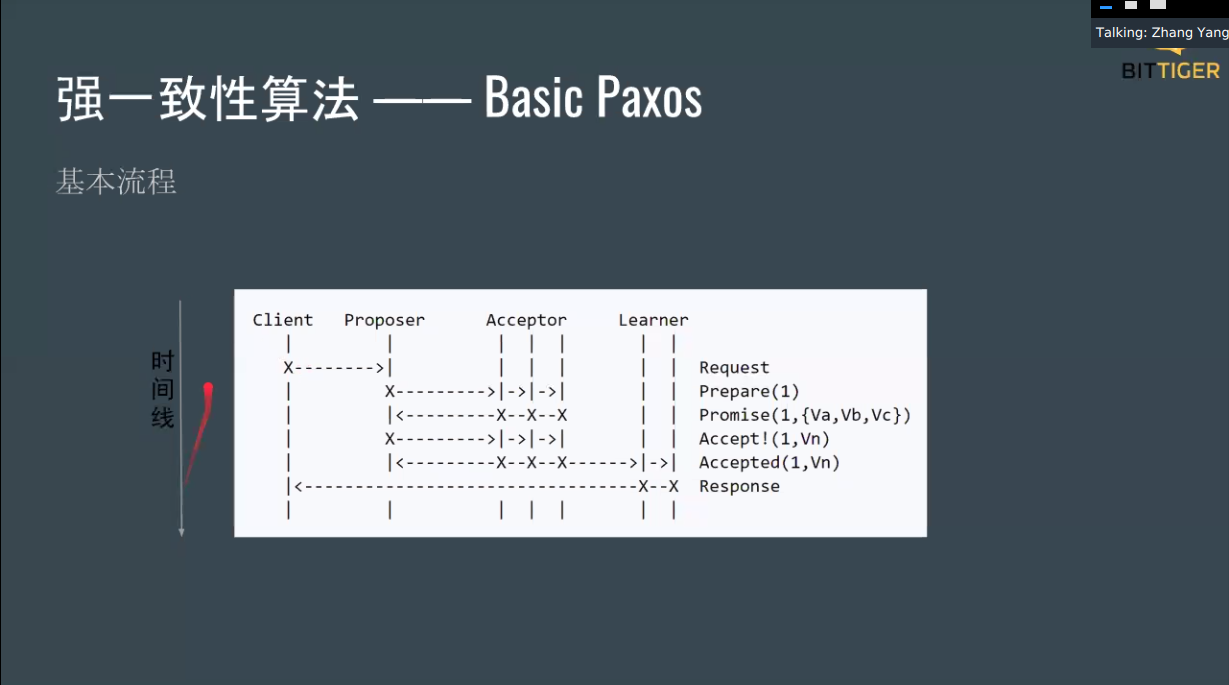 Talking: Zhang Yang
BITTIGER
强一致性算法 —— Basic Paxos
基本流程
时间线
Client   Proposer      Acceptor     Learner
   |         |          |  |  |       |  |
   X-------->|          |  |  |       |  |  Request
   |         X--------->|->|->|       |  |  Prepare(1)
   |         |<---------X--X--X       |  |  Promise(1,{Va,Vb,Vc})
   |         X--------->|->|->|       |  |  Accept!(1,Vn)
   |         |<---------X--X--X------>|->|  Accepted(1,Vn)
   |<---------------------------------X--X  Response
   |         |          |  |  |       |  |